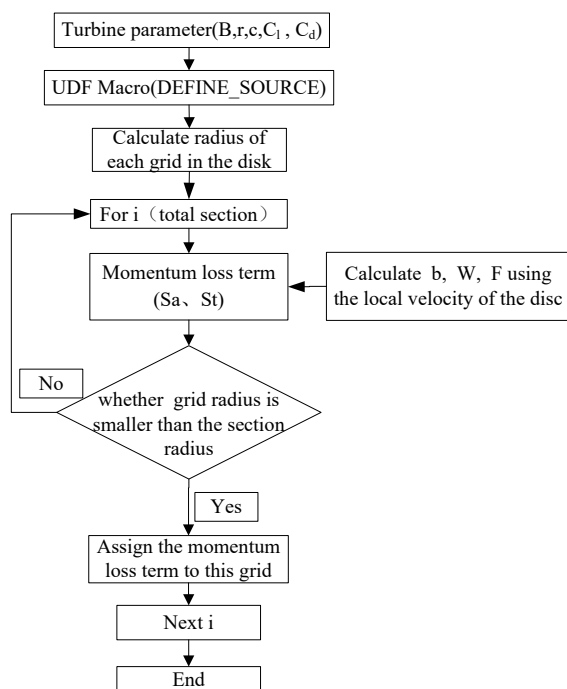 Turbine parameter(B,r,c,Cl , Cd)
UDF Macro(DEFINE_SOURCE)
Calculate radius of
each grid in the disk
For i（total section）
Momentum loss term
(Sa、St)
Calculate b, W, F using
the local velocity of the disc
No
whether grid radius is
smaller than the section
radius
Yes
Assign the momentum
loss term to this grid
Next i
End